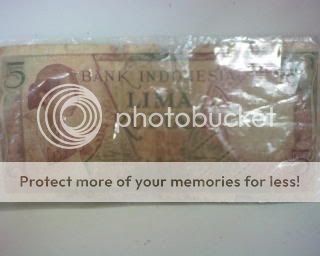 5
BANK INDONESIA
LIMA
photobucket
Protect more of your memories for less!